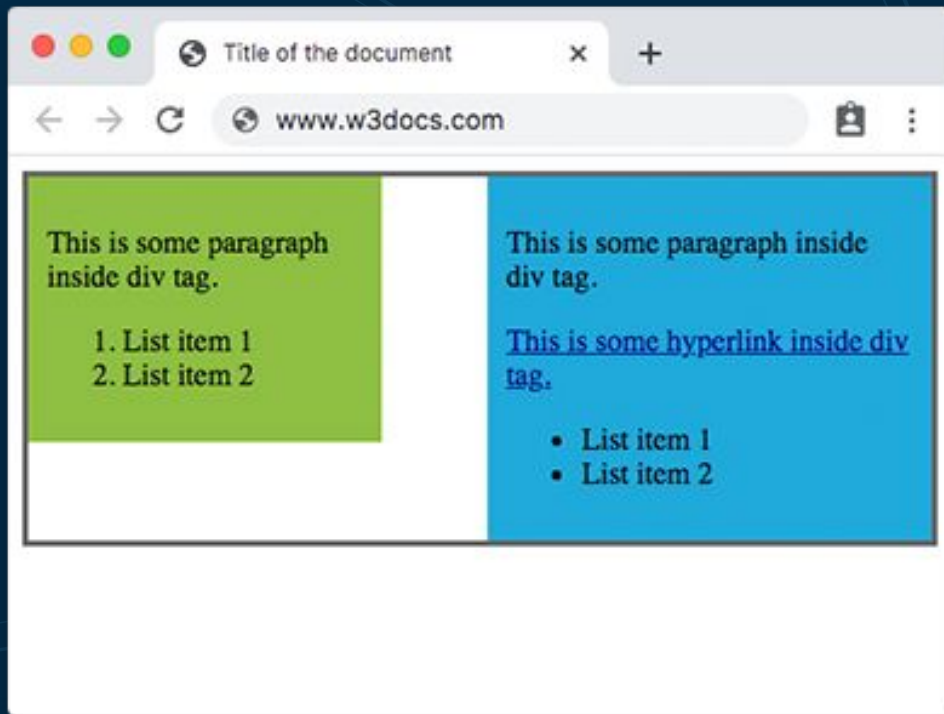 Title of the document
www.w3docs.com
This is some paragraph
inside div tag.
1. List item 1
2. List item 2
This is some paragraph inside
div tag.
This is some hyperlink inside div
tag.
• List item 1
• List item 2